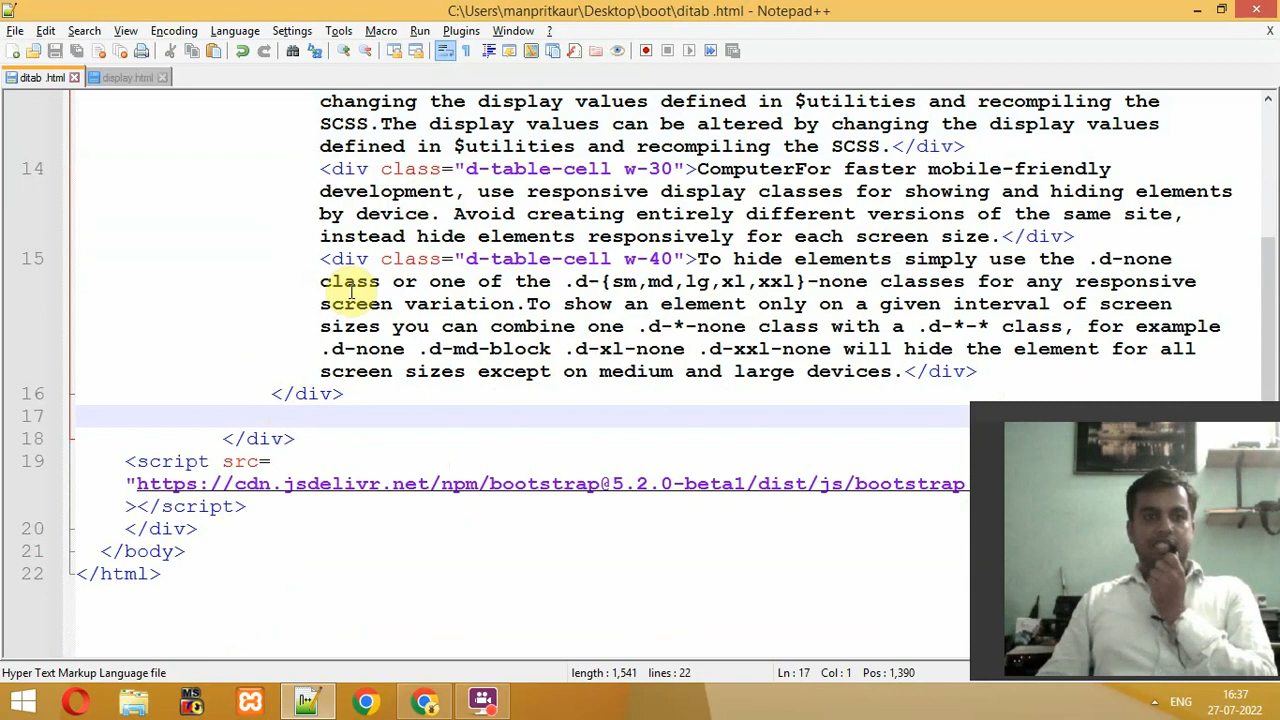 C:\Users\manpritkaur\Desktop\boot\ditab .html - Notepad++
File Edit Search View Encoding Language Settings Tools Macro Run Plugins Window ?
X
ditab .html display.html
changing the display values defined in $utilities and recompiling the
SCSS.The display values can be altered by changing the display values
defined in $utilities and recompiling the SCSS.</div>
14 <div class="d-table-cell w-30">ComputerFor faster mobile-friendly
development, use responsive display classes for showing and hiding elements
by device. Avoid creating entirely different versions of the same site,
instead hide elements responsively for each screen size.</div>
15 <div class="d-table-cell w-40">To hide elements simply use the .d-none
class or one of the .d-{sm,md,lg,xl,xxl}-none classes for any responsive
screen variation.To show an element only on a given interval of screen
sizes you can combine one .d-*-none class with a .d-*-* class, for example
.d-none .d-md-block .d-xl-none .d-xxl-none will hide the element for all
screen sizes except on medium and large devices.</div>
16 </div>
17
18 </div>
19 <script src=
"https://cdn.jsdelivr.net/npm/bootstrap@5.2.0-beta1/dist/js/bootstrap
></script>
20 </div>
21 </body>
22 </html>
Hyper Text Markup Language file length : 1,541 lines : 22 Ln : 17 Col : 1 Pos : 1,390
MS
n++
ENG
16:37
27-07-2022